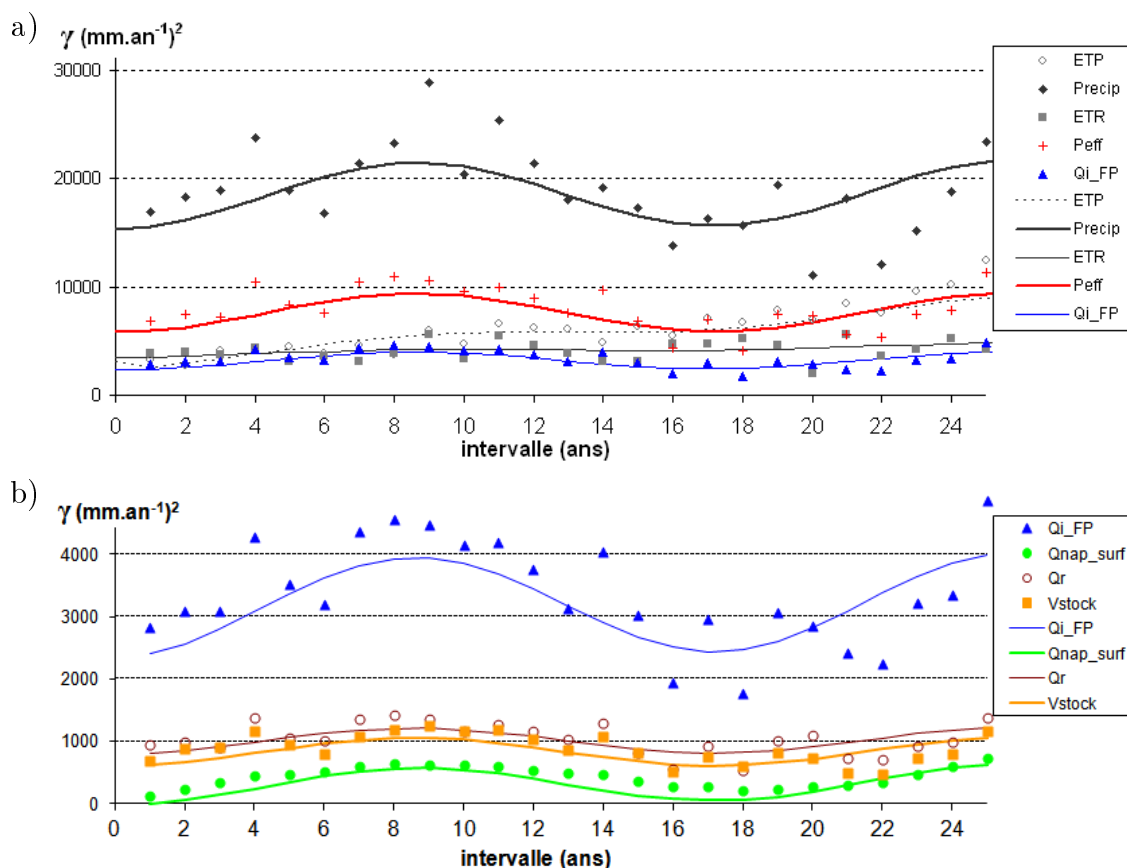 a)
γ (mm.an-1)2
30000
20000
10000
0
0 2 4 6 8 10 12 14 16 18 20 22 24
intervalle (ans)
ETP
Precip
ETR
Peff
Qi_FP
ETP
Precip
ETR
Peff
Qi_FP
b)
γ (mm.an-1)2
4000
3000
2000
1000
0
0 2 4 6 8 10 12 14 16 18 20 22 24
intervalle (ans)
Qi_FP
Qnap_surf
Qr
Vstock
Qi_FP
Qnap_surf
Qr
Vstock